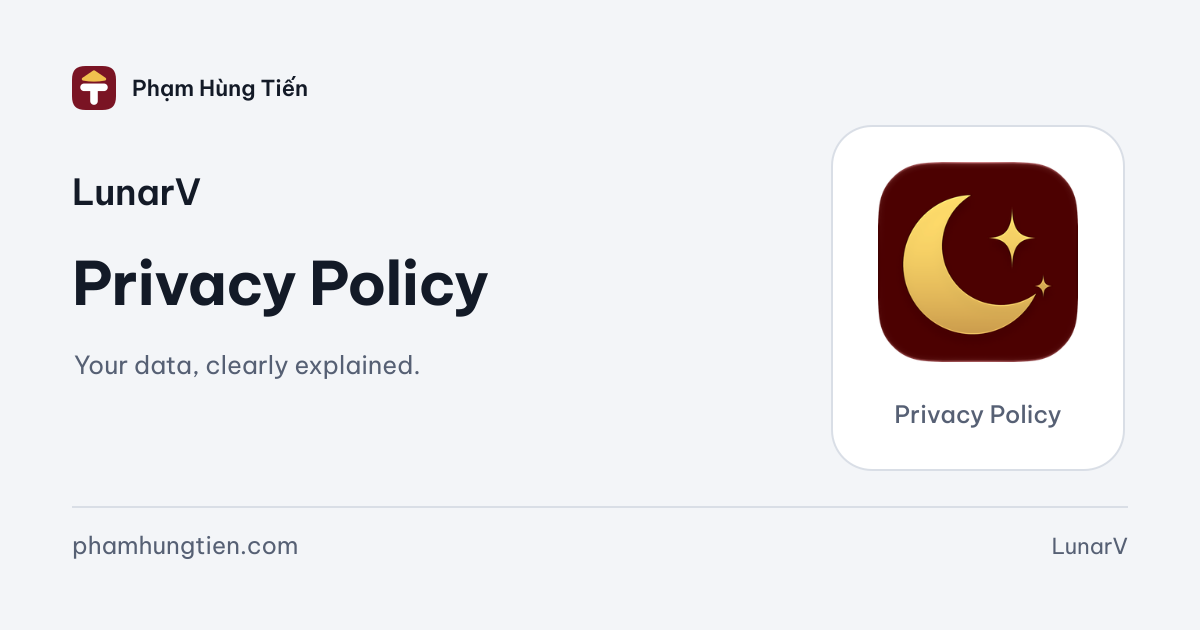 Phạm Hùng Tiến
LunarV
Privacy Policy
Your data, clearly explained.
Privacy Policy
phamhungtien.com
LunarV